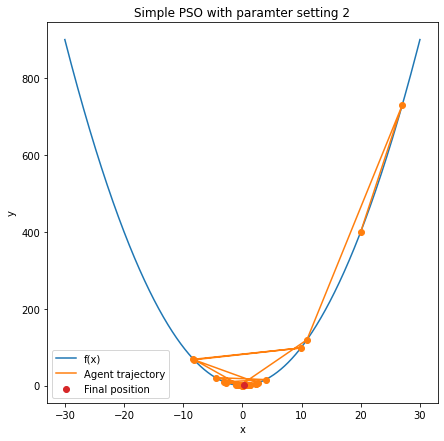 Simple PSO with paramter setting 2
y
800
600
400
200
0
f(x)
Agent trajectory
Final position
−30
−20
−10
0
10
20
30
x